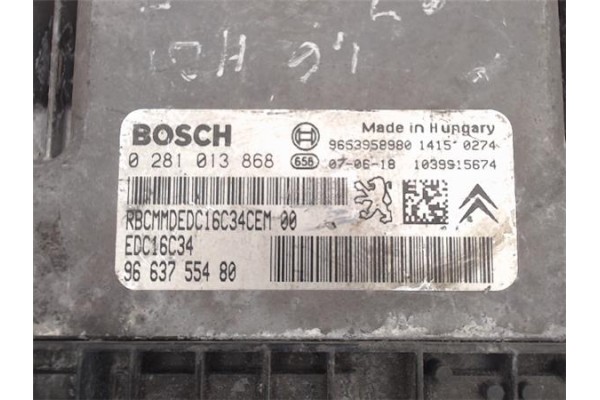 1.6 HDI
BOSCH
Made in Hungary
9663958980 1415 0274
0 281 013 868 656 07-06-18 1039915674
RBCMMDEDC16C34CEM 00
EDC16C34
96 637 554 80